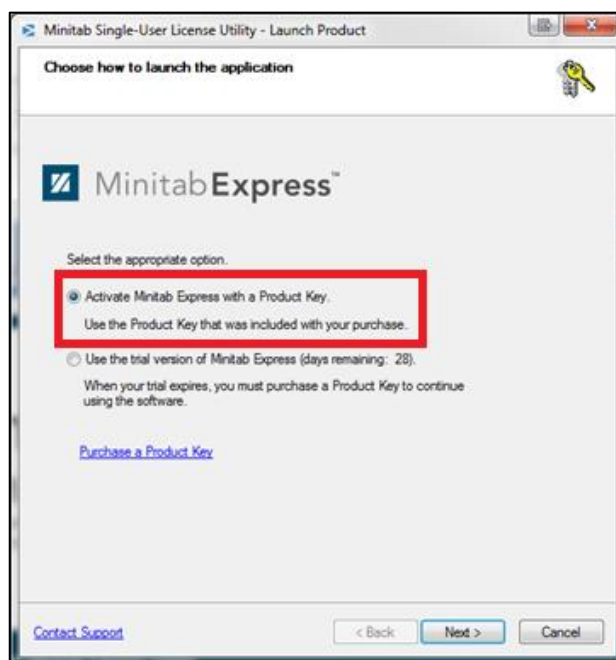 Minitab Single-User License Utility - Launch Product
Choose how to launch the application
Minitab Express™
Select the appropriate option.
Activate Minitab Express with a Product Key.
Use the Product Key that was included with your purchase.
Use the trial version of Minitab Express (days remaining: 28).
When your trial expires, you must purchase a Product Key to continue
using the software.
Purchase a Product Key
Contact Support
< Back
Next >
Cancel